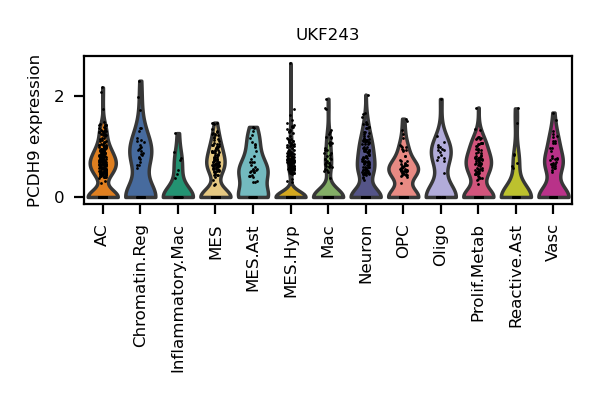 UKF243
PCDH9 expression
2
0
AC
Chromatin.Reg
Inflammatory.Mac
MES
MES.Ast
MES.Hyp
Mac
Neuron
OPC
Oligo
Prolif.Metab
Reactive.Ast
Vasc